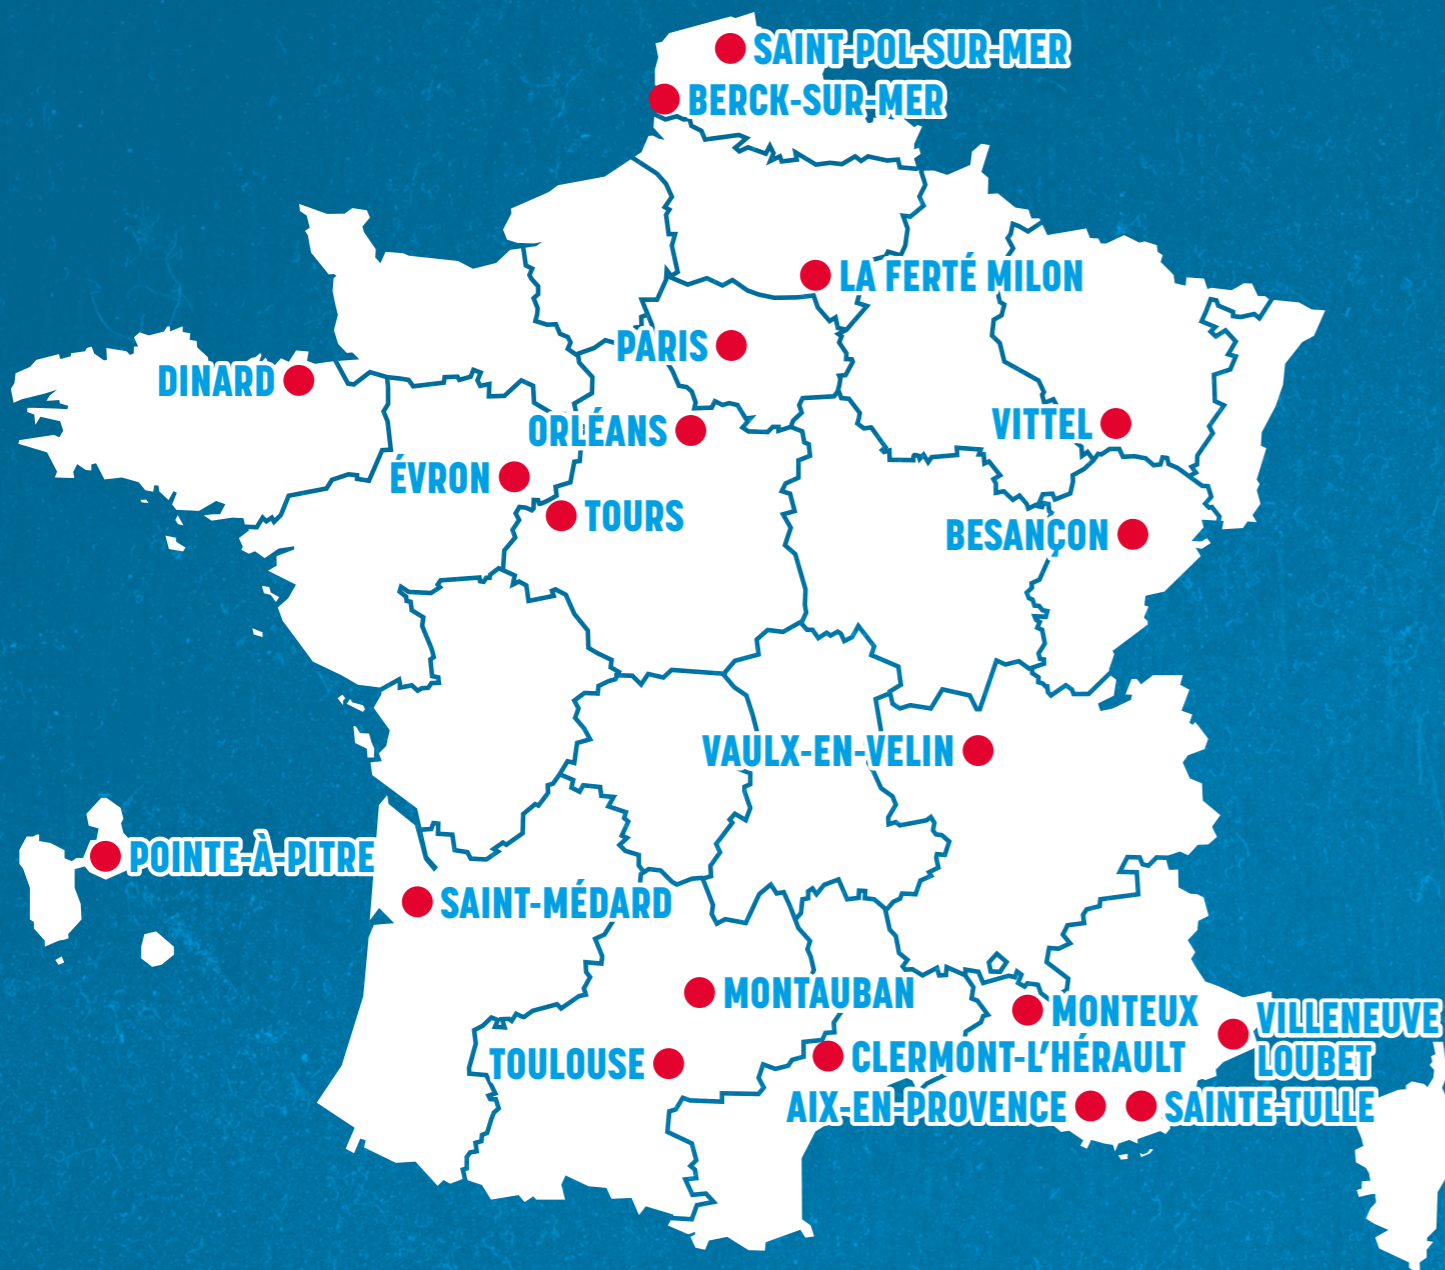 SAINT-POL-SUR-MER
BERCK-SUR-MER
LA FERTÉ MILON
PARIS
DINARD
ORLÉANS
VITTEL
ÉVRON
TOURS
BESANÇON
VAULX-EN-VELIN
POINTE-À-PITRE
SAINT-MÉDARD
MONTAUBAN
MONTEUX
VILLENEUVE
LOUBET
TOULOUSE
CLERMONT-L'HÉRAULT
AIX-EN-PROVENCE
SAINTE-TULLE